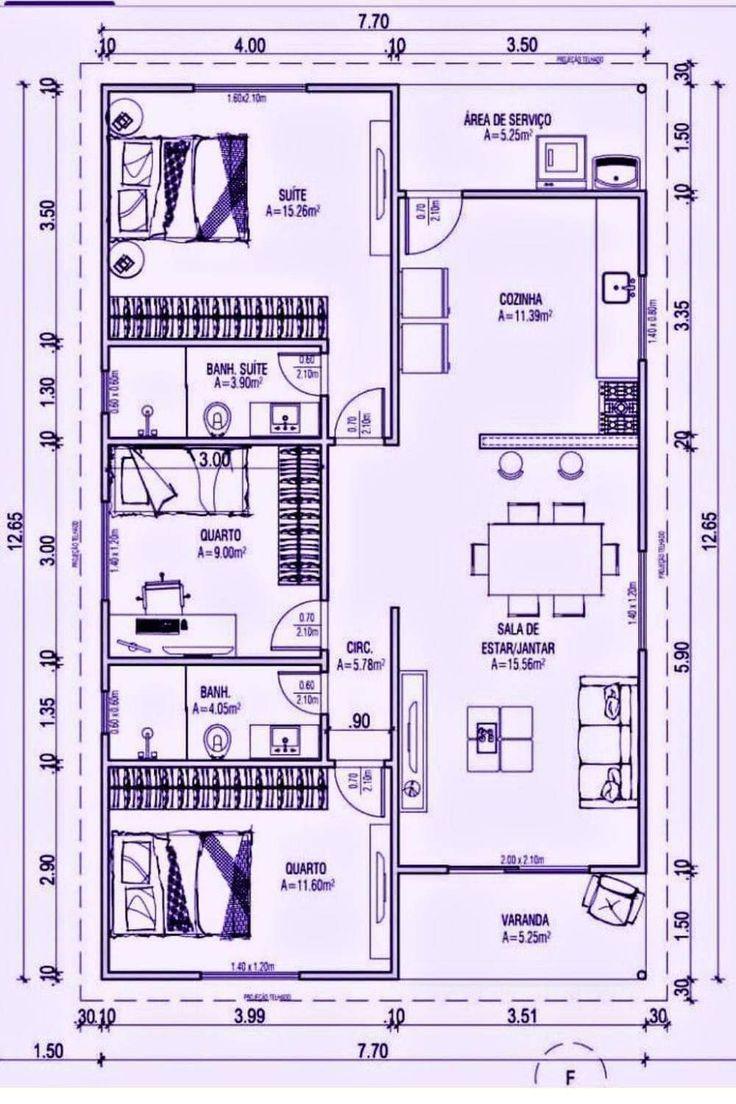 7.70
.10
4.00
.10
3.50
PROJEÇÃO TELHADO
.30
.10
1.60x2.10m
ÁREA DE SERVIÇO
A=5.25m²
1.50
.10
SUÍTE
A=15.26m²
0.70
2.10m
3.50
COZINHA
A=11.39m²
3.35
1.40 x 0.80m
.10
BANH. SUÍTE
A=3.90m²
0.60
2.10m
0.60 x 0.60m
1.30
0.70
2.10m
.10
.20
3.00
QUARTO
A=9.00m²
3.00
1.40 x 1.20m
12.65
PROJEÇÃO TELHADO
PROJEÇÃO TELHADO
12.65
1.40 x 1.20m
0.70
2.10m
SALA DE
ESTAR/JANTAR
A=15.56m²
5.90
CIRC.
A=5.78m²
.10
BANH.
A=4.05m²
0.60
2.10m
0.60 x 0.60m
1.35
.90
.10
0.70
2.10m
2.90
QUARTO
A=11.60m²
2.00 x 2.10m
.10
VARANDA
A=5.25m²
1.50
1.40 x 1.20m
.10
.30
PROJEÇÃO TELHADO
.30
.10
3.99
.10
3.51
.30
1.50
7.70
F